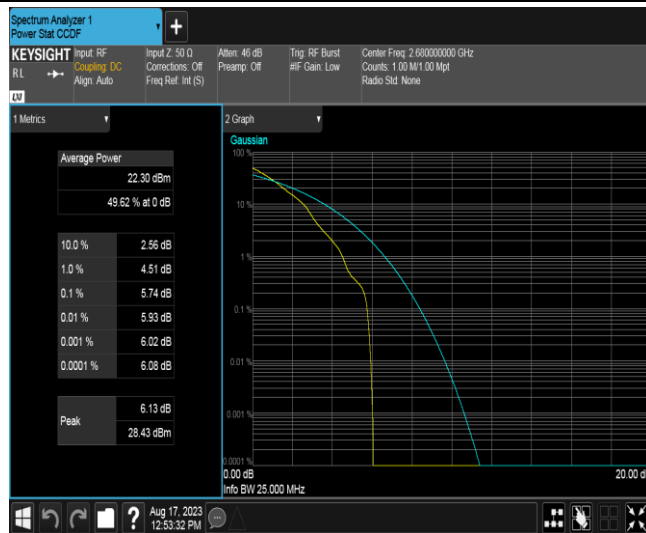 Spectrum Analyzer 1
Power Stat CCDF
+
KEYSIGHT
RL
Input: RF
Coupling: DC
Align: Auto
Input Z: 50 Ω
Corrections: Off
Freq Ref: Int (S)
Atten: 46 dB
Preamp: Off
Trig: RF Burst
#IF Gain: Low
Center Freq: 2.680000000 GHz
Counts: 1.00 M/1.00 Mpt
Radio Std: None
1 Metrics
Average Power
22.30 dBm
49.62 % at 0 dB
10.0 % 2.56 dB
1.0 % 4.51 dB
0.1 % 5.74 dB
0.01 % 5.93 dB
0.001 % 6.02 dB
0.0001 % 6.08 dB
Peak
6.13 dB
28.43 dBm
2 Graph
Gaussian
100 %
10 %
1 %
0.1 %
0.01 %
0.001 %
0.0001 %
0.00 dB
20.00 d
Info BW 25.000 MHz
?
Aug 17, 2023
12:53:32 PM